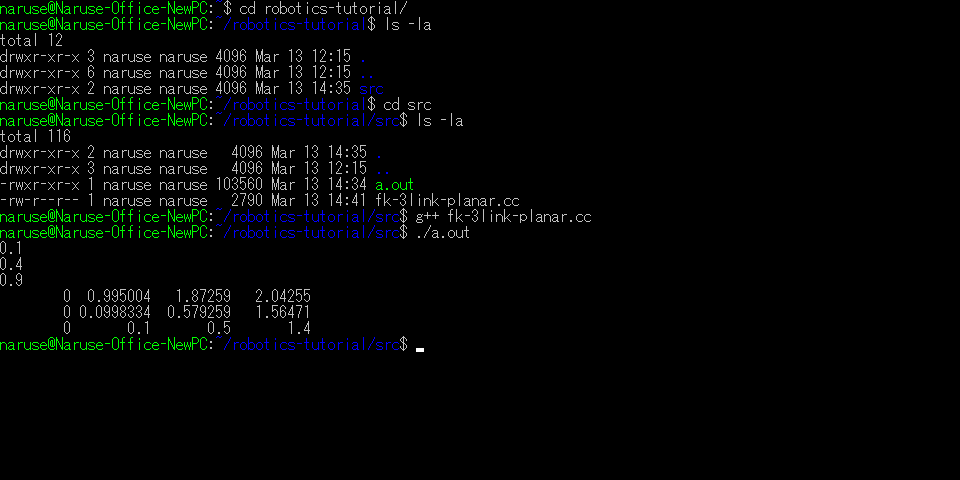 naruse@Naruse-Office-NewPC:~$ cd robotics-tutorial/
naruse@Naruse-Office-NewPC:~/robotics-tutorial$ ls -la
total 12
drwxr-xr-x 3 naruse naruse 4096 Mar 13 12:15 .
drwxr-xr-x 6 naruse naruse 4096 Mar 13 12:15 ..
drwxr-xr-x 2 naruse naruse 4096 Mar 13 14:35 src
naruse@Naruse-Office-NewPC:~/robotics-tutorial$ cd src
naruse@Naruse-Office-NewPC:~/robotics-tutorial/src$ ls -la
total 116
drwxr-xr-x 2 naruse naruse   4096 Mar 13 14:35 .
drwxr-xr-x 3 naruse naruse   4096 Mar 13 12:15 ..
-rwxr-xr-x 1 naruse naruse 103560 Mar 13 14:34 a.out
-rw-r--r-- 1 naruse naruse   2790 Mar 13 14:41 fk-3link-planar.cc
naruse@Naruse-Office-NewPC:~/robotics-tutorial/src$ g++ fk-3link-planar.cc
naruse@Naruse-Office-NewPC:~/robotics-tutorial/src$ ./a.out
0.1
0.4
0.9
        0  0.995004   1.87259   2.04255
        0 0.0998334  0.579259   1.56471
        0       0.1       0.5       1.4
naruse@Naruse-Office-NewPC:~/robotics-tutorial/src$